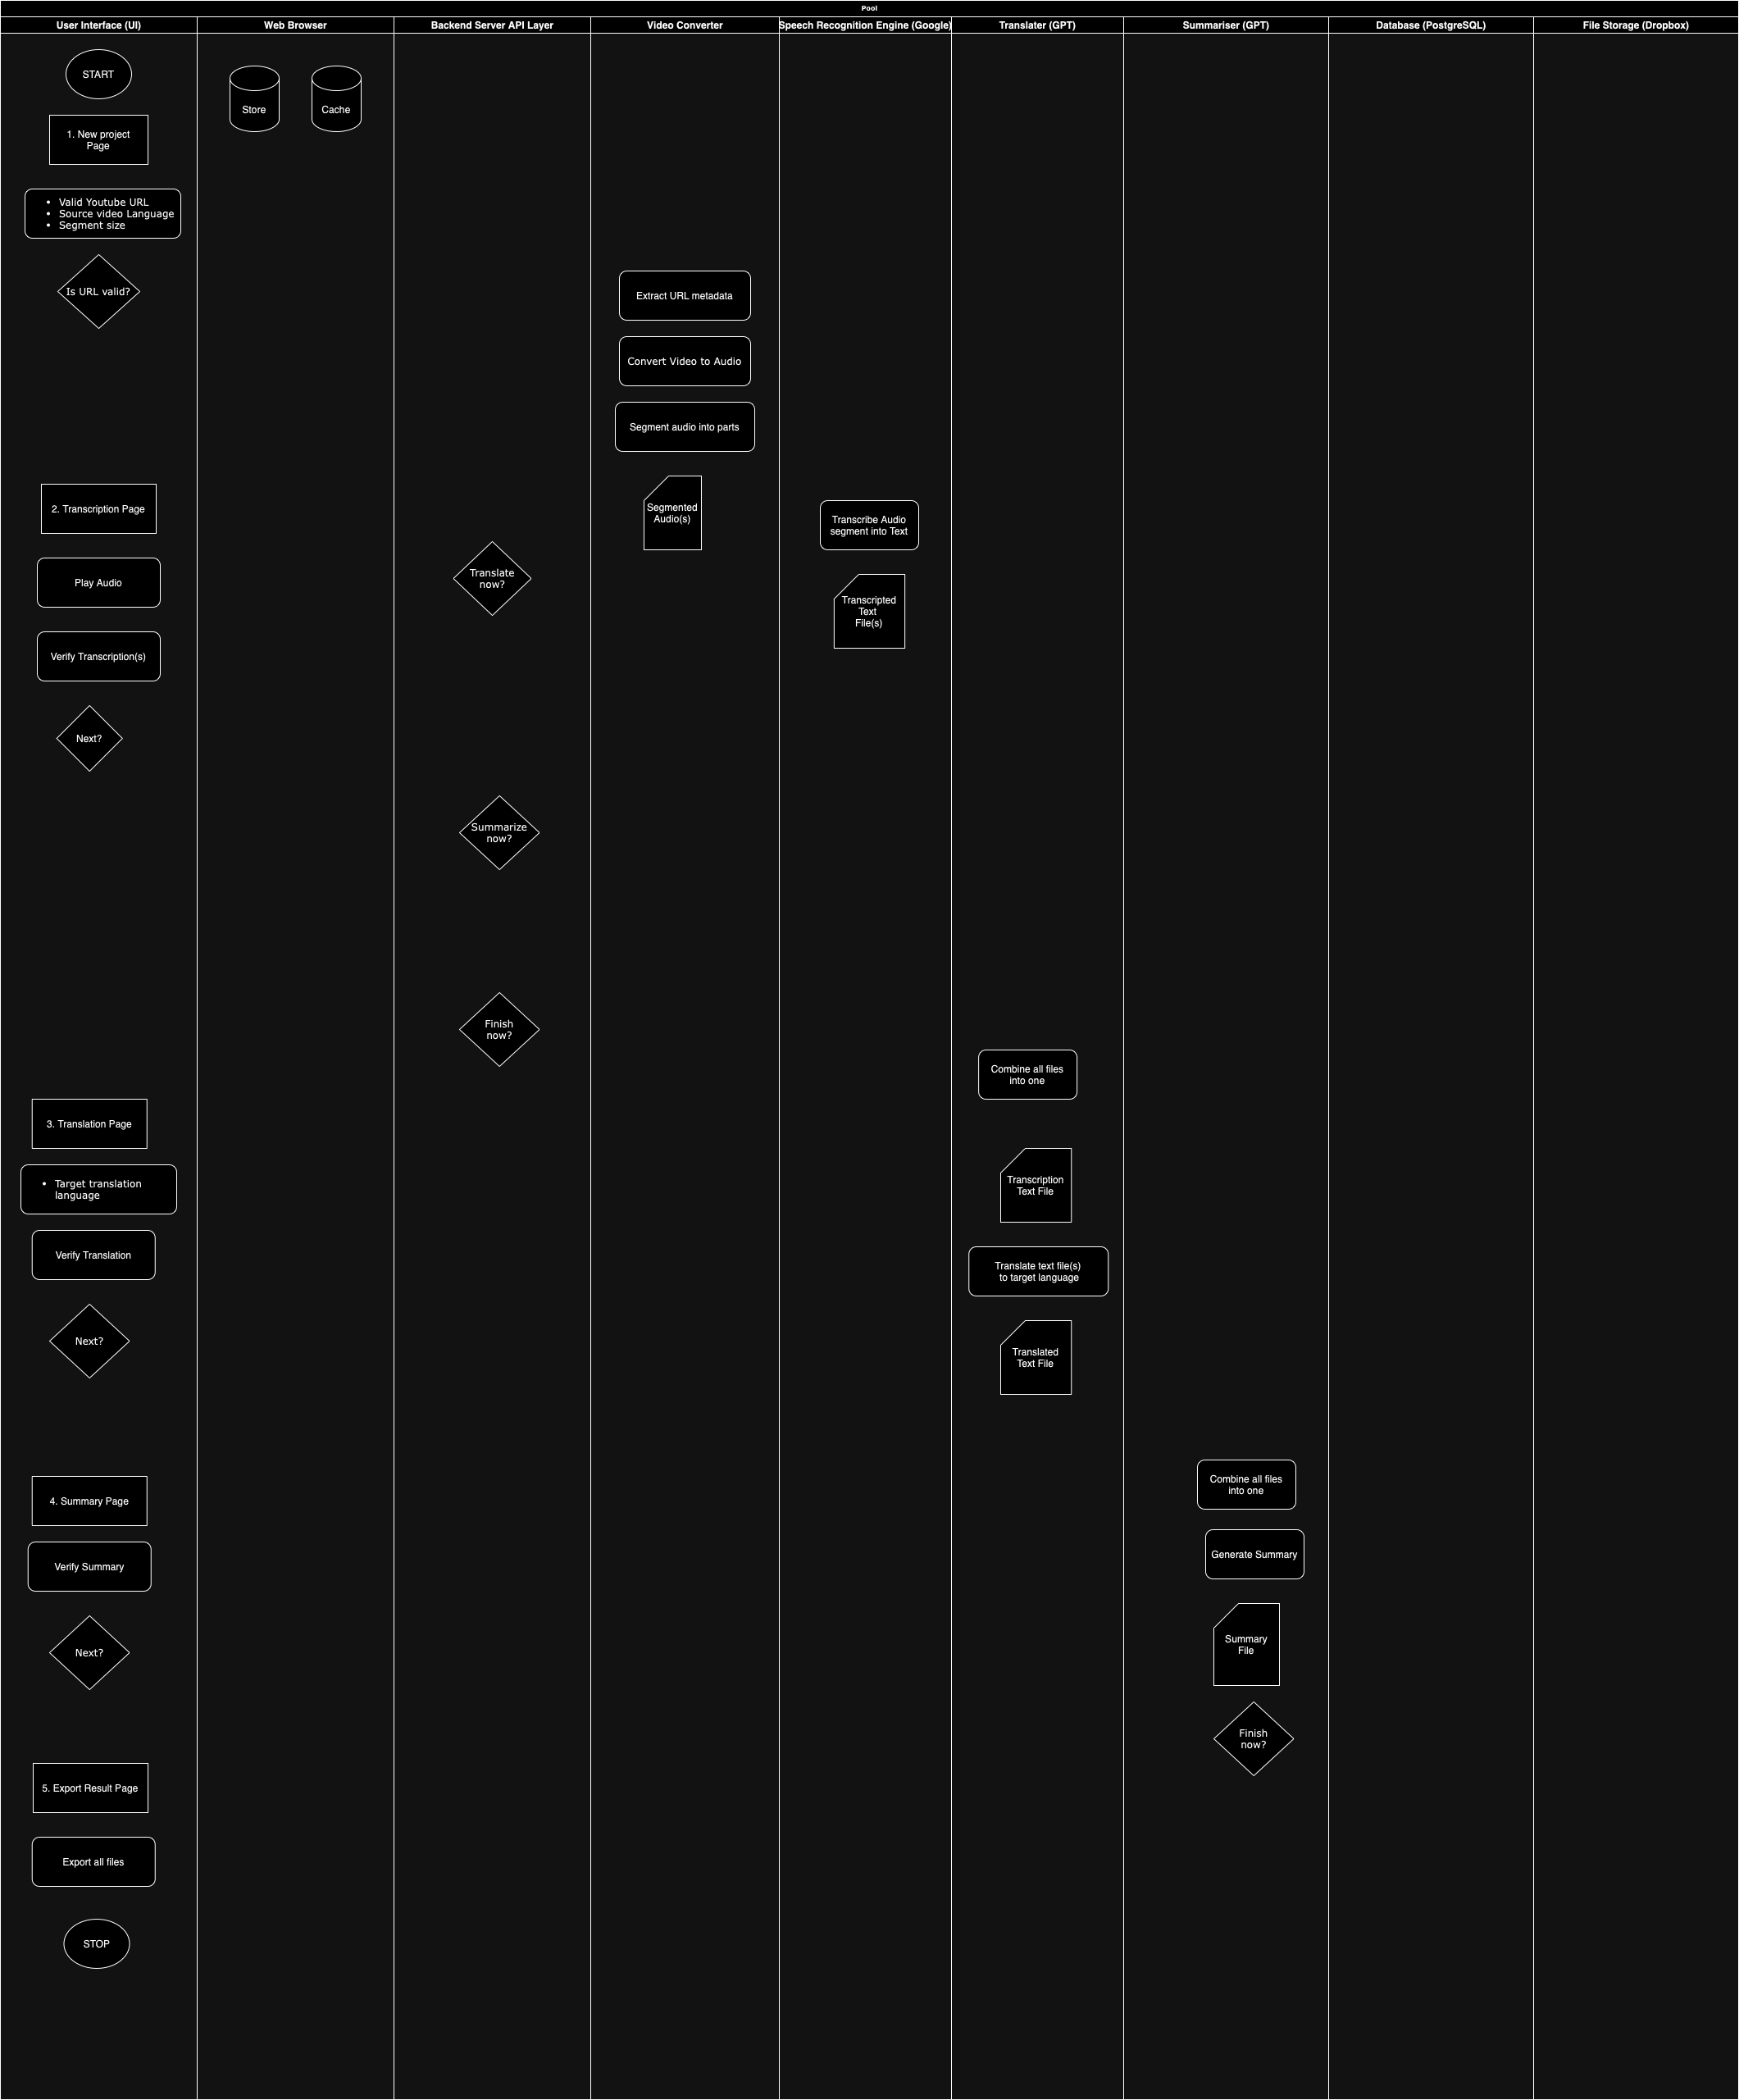 Pool
User Interface (UI)
Web Browser
Backend Server API Layer
Video Converter
Speech Recognition Engine (Google)
Translater (GPT)
Summariser (GPT)
Database (PostgreSQL)
File Storage (Dropbox)
START
Store
Cache
1. New project
Page
• Valid Youtube URL
• Source video Language
• Segment size
Is URL valid?
Extract URL metadata
Convert Video to Audio
Segment audio into parts
2. Transcription Page
Segmented
Audio(s)
Transcribe Audio
segment into Text
Play Audio
Translate
now?
Transcripted
Text
File(s)
Verify Transcription(s)
Next?
Summarize
now?
Finish
now?
Combine all files
into one
3. Translation Page
Transcription
Text File
• Target translation
language
Verify Translation
Translate text file(s)
to target language
Next?
Translated
Text File
4. Summary Page
Combine all files
into one
Verify Summary
Generate Summary
Next?
Summary
File
Finish
now?
5. Export Result Page
Export all files
STOP